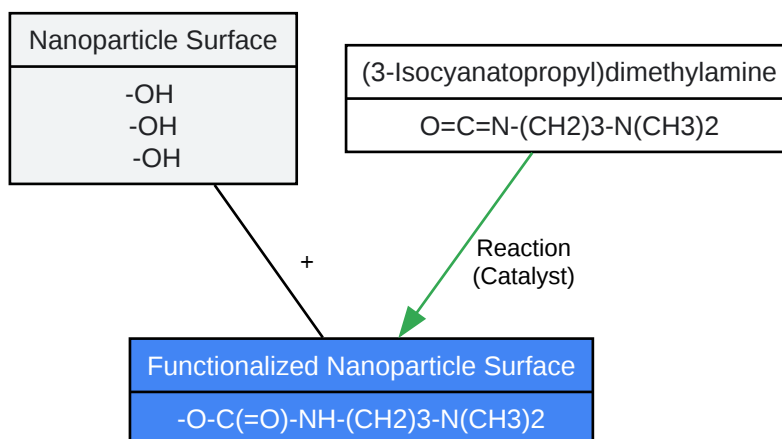 Nanoparticle Surface
-OH
-OH
-OH
(3-Isocyanatopropyl)dimethylamine
O=C=N-(CH2)3-N(CH3)2
+
Reaction
(Catalyst)
Functionalized Nanoparticle Surface
-O-C(=O)-NH-(CH2)3-N(CH3)2